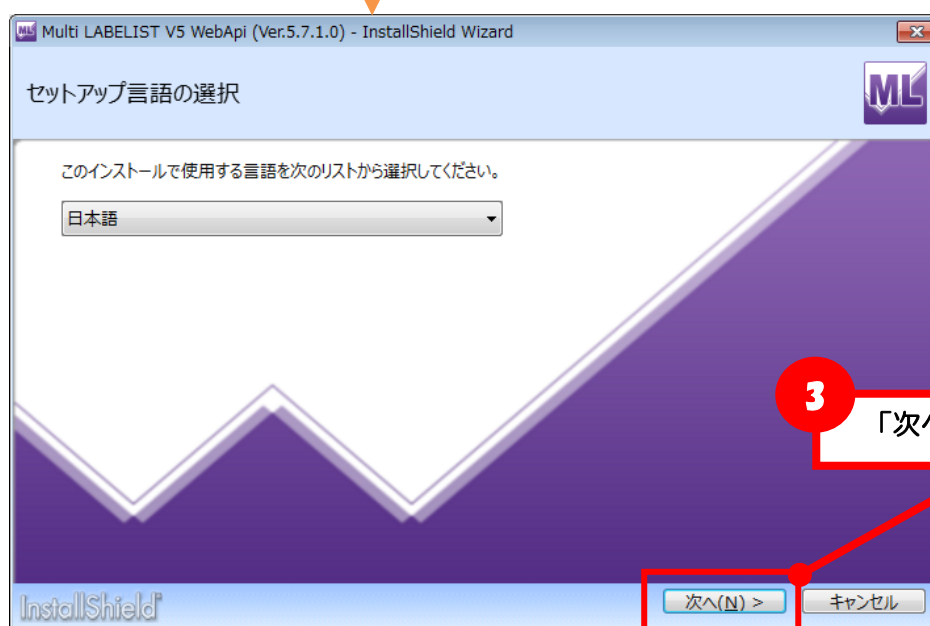 Multi LABELIST V5 WebApi (Ver.5.7.1.0) - InstallShield Wizard
セットアップ言語の選択
ML
このインストールで使用する言語を次のリストから選択してください。
日本語
3
「次へ
InstallShield
次へ(N) >
キャンセル